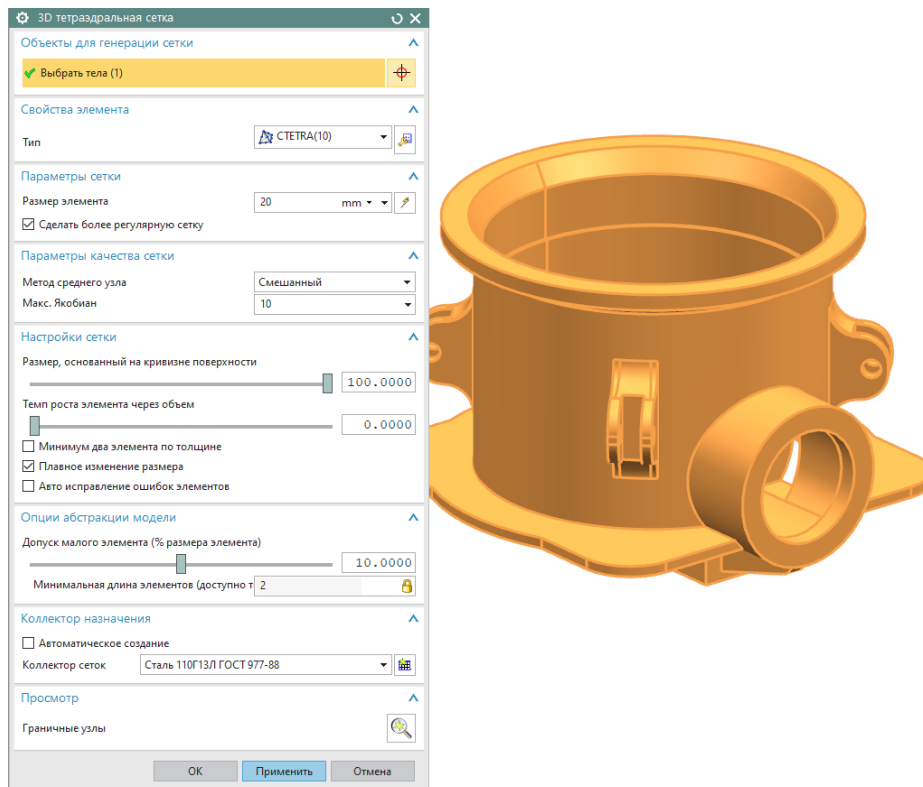 3D тетраэдральная сетка
Объекты для генерации сетки
Выбрать тела (1)
Свойства элемента
Тип
CTETRA(10)
Параметры сетки
Размер элемента
20 mm
Сделать более регулярную сетку
Параметры качества сетки
Метод среднего узла
Смешанный
Макс. Якобиан
10
Настройки сетки
Размер, основанный на кривизне поверхности
100.0000
Темп роста элемента через объем
0.0000
Минимум два элемента по толщине
Плавное изменение размера
Авто исправление ошибок элементов
Опции абстракции модели
Допуск малого элемента (% размера элемента)
10.0000
Минимальная длина элементов (доступно т
2
Коллектор назначения
Автоматическое создание
Коллектор сеток
Сталь 110Г13Л ГОСТ 977-88
Просмотр
Граничные узлы
ОК
Применить
Отмена